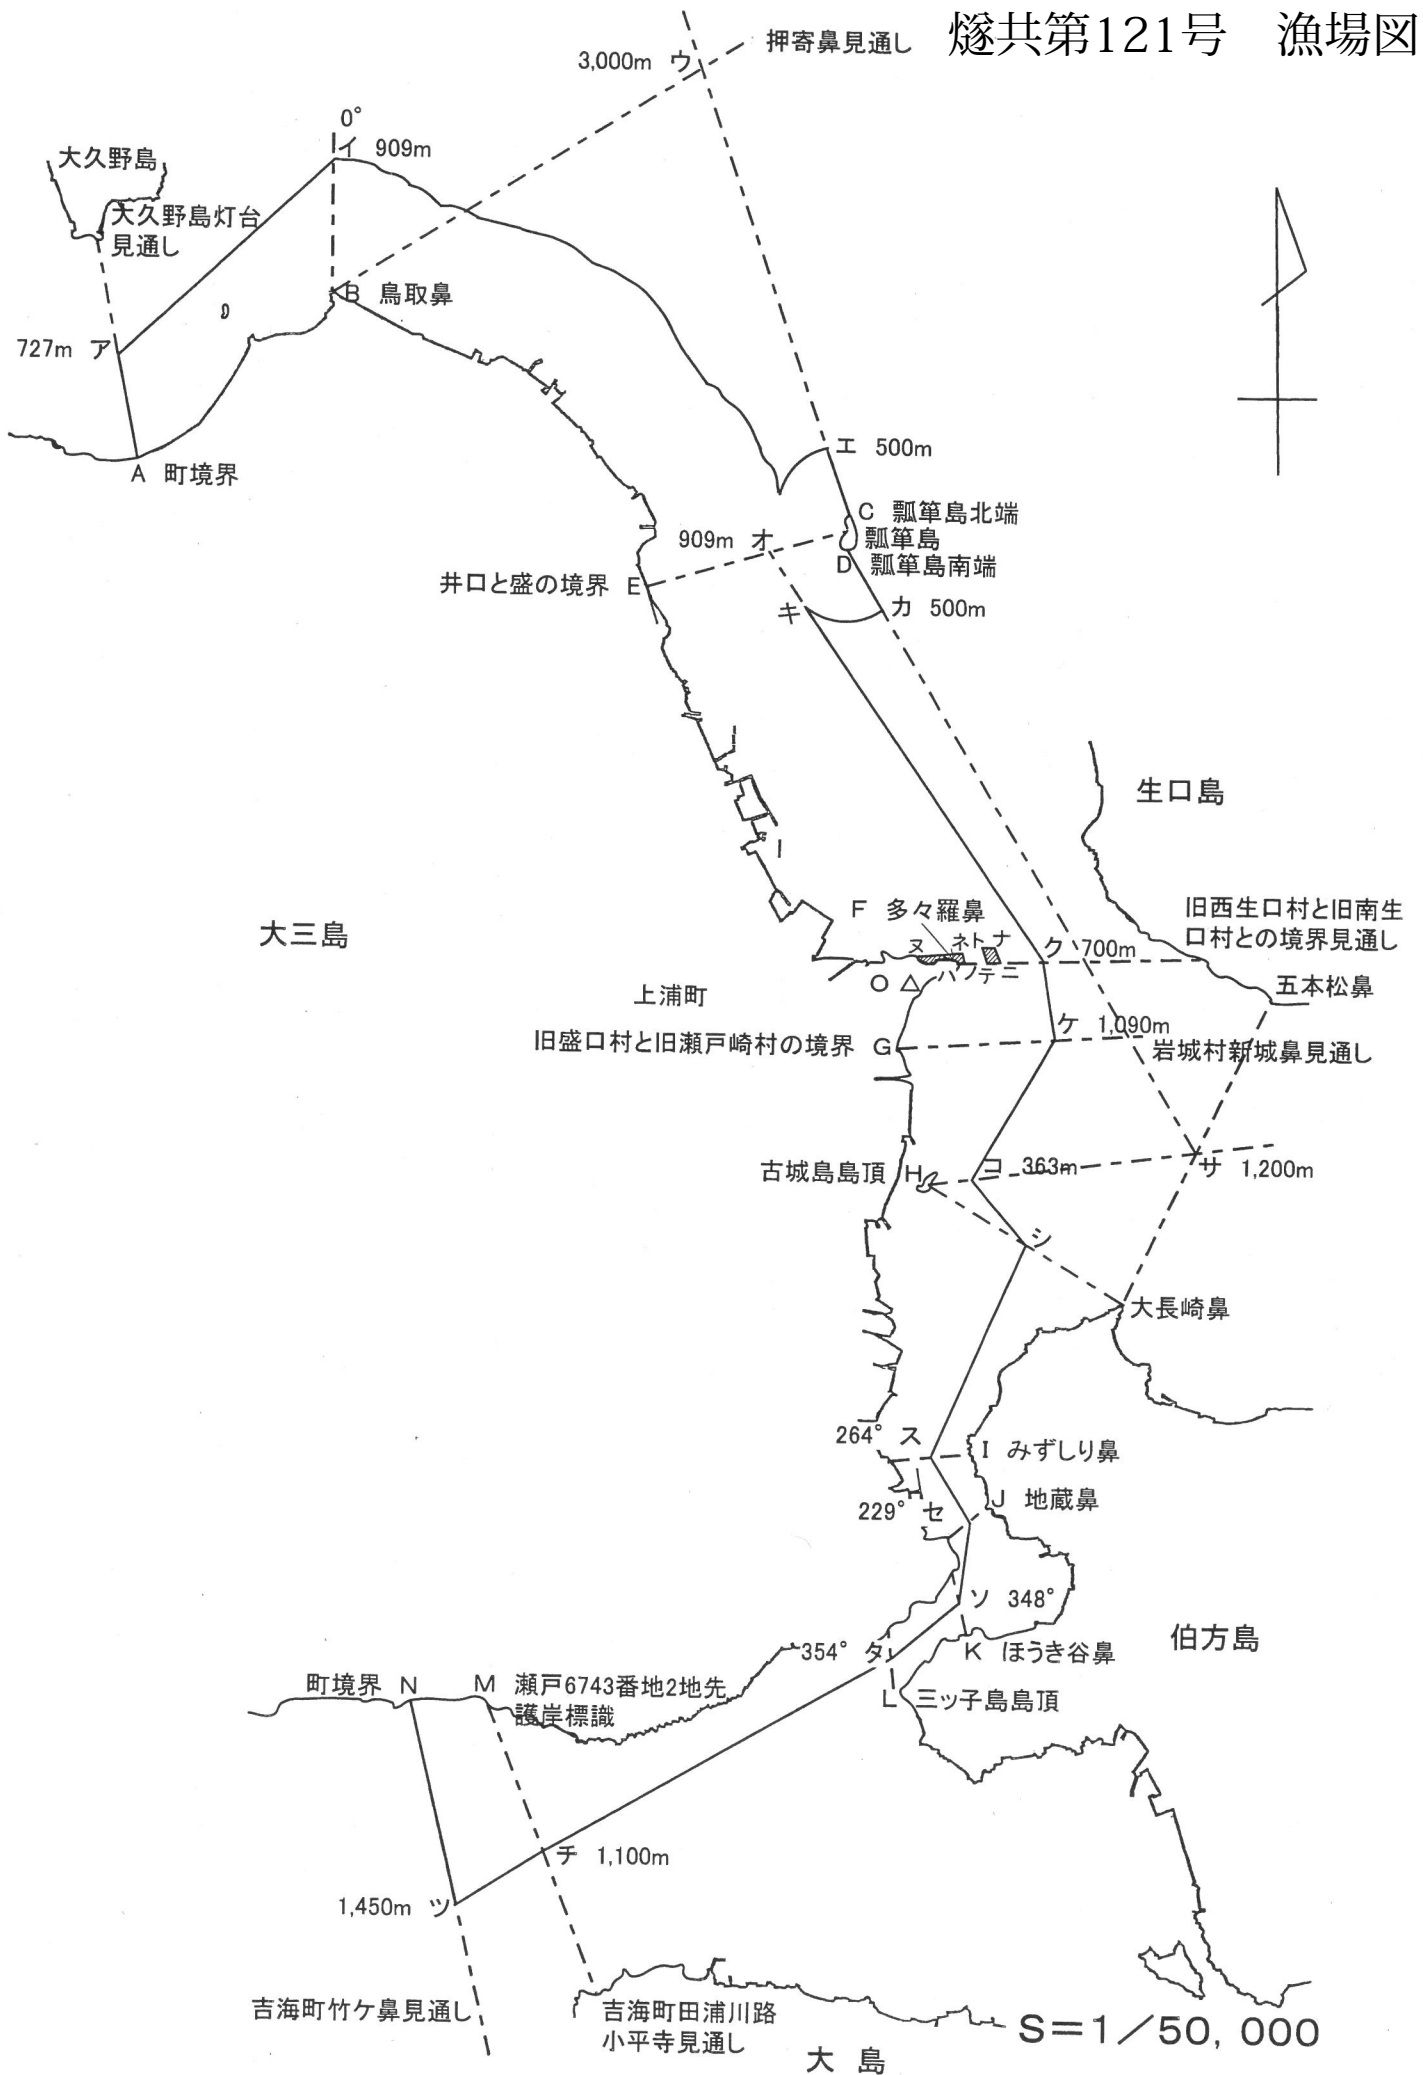 燧共第121号　漁場図
押寄鼻見通し
3,000m ウ
0°
イ 909m
大久野島
大久野島灯台
見通し
B 鳥取鼻
727m ア
A 町境界
エ 500m
C 瓢箪島北端
瓢箪島
D 瓢箪島南端
909m オ
井口と盛の境界 E
キ
カ 500m
生口島
旧西生口村と旧南生
口村との境界見通し
F 多々羅鼻
ヌ ネ ト ナ
ハ ノ テ ニ
ク 700m
大三島
五本松鼻
O △
上浦町
ケ 1,090m
旧盛口村と旧瀬戸崎村の境界 G
岩城村新城鼻見通し
古城島島頂 H
コ 363m
サ 1,200m
シ
大長崎鼻
264° ス
I みずしり鼻
229° セ
J 地蔵鼻
ソ 348°
伯方島
354° タ
K ほうき谷鼻
町境界 N
M 瀬戸6743番地2地先
護岸標識
L 三ッ子島島頂
チ 1,100m
1,450m ツ
吉海町竹ケ鼻見通し
吉海町田浦川路
小平寺見通し
S＝1／50,000
大 島